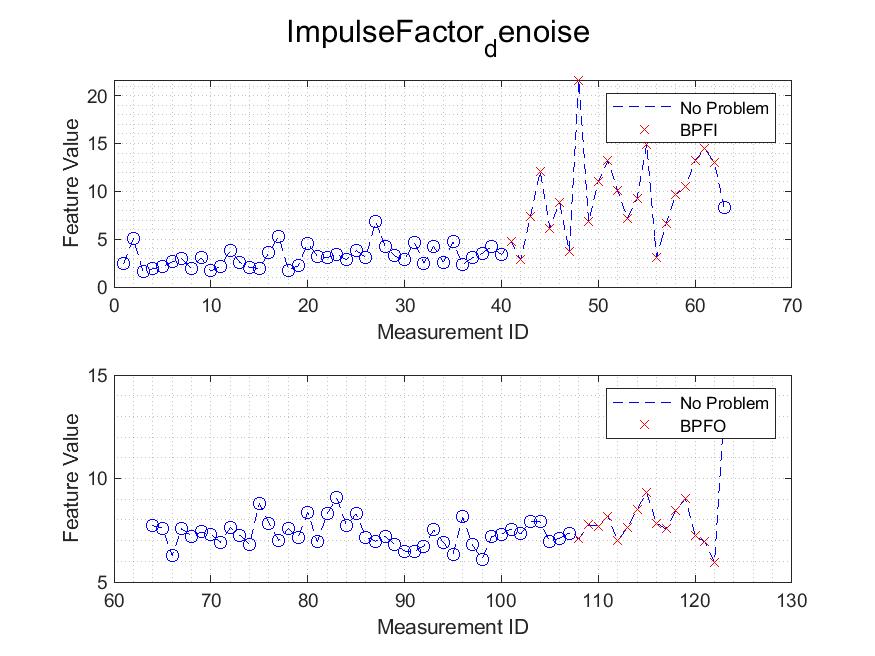 ImpulseFactor_denoise
20
15
10
5
0
Feature Value
No Problem
BPFI
0 10 20 30 40 50 60 70
Measurement ID
15
10
5
Feature Value
No Problem
BPFO
60 70 80 90 100 110 120 130
Measurement ID